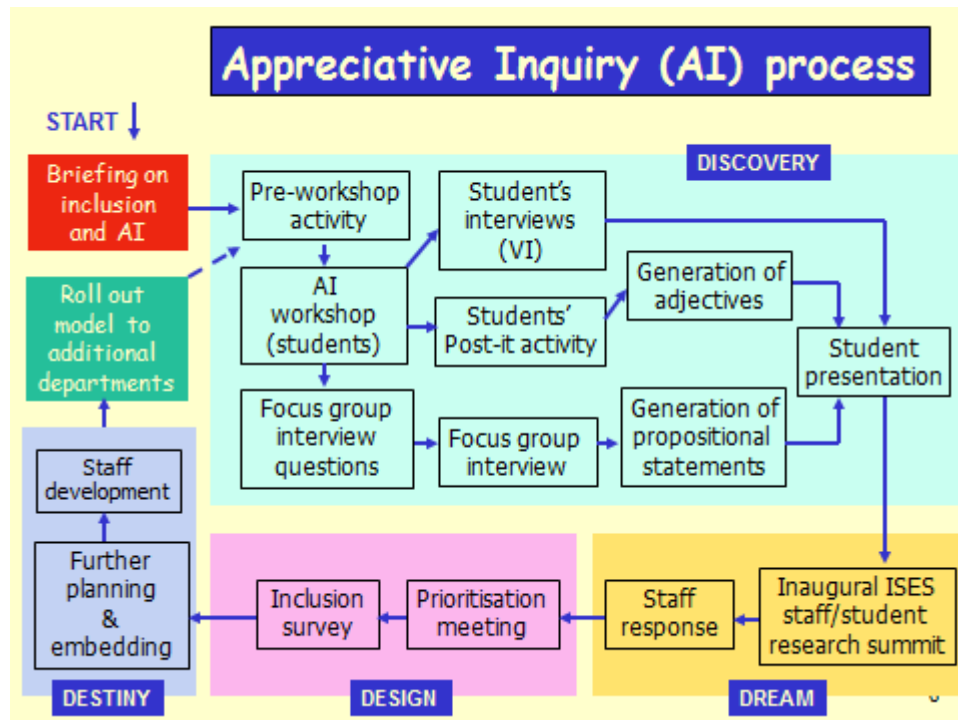 Appreciative Inquiry (AI) process
START
Briefing on
inclusion
and AI
Roll out
model to
additional
departments
DISCOVERY
Pre-workshop
activity
Student's
interviews
(VI)
AI
workshop
(students)
Students'
Post-it activity
Generation of
adjectives
Student
presentation
Focus group
interview
questions
Focus group
interview
Generation of
propositional
statements
Staff
development
Further
planning
&
embedding
DESTINY
Inclusion
survey
Prioritisation
meeting
DESIGN
Staff
response
Inaugural ISES
staff/student
research summit
DREAM